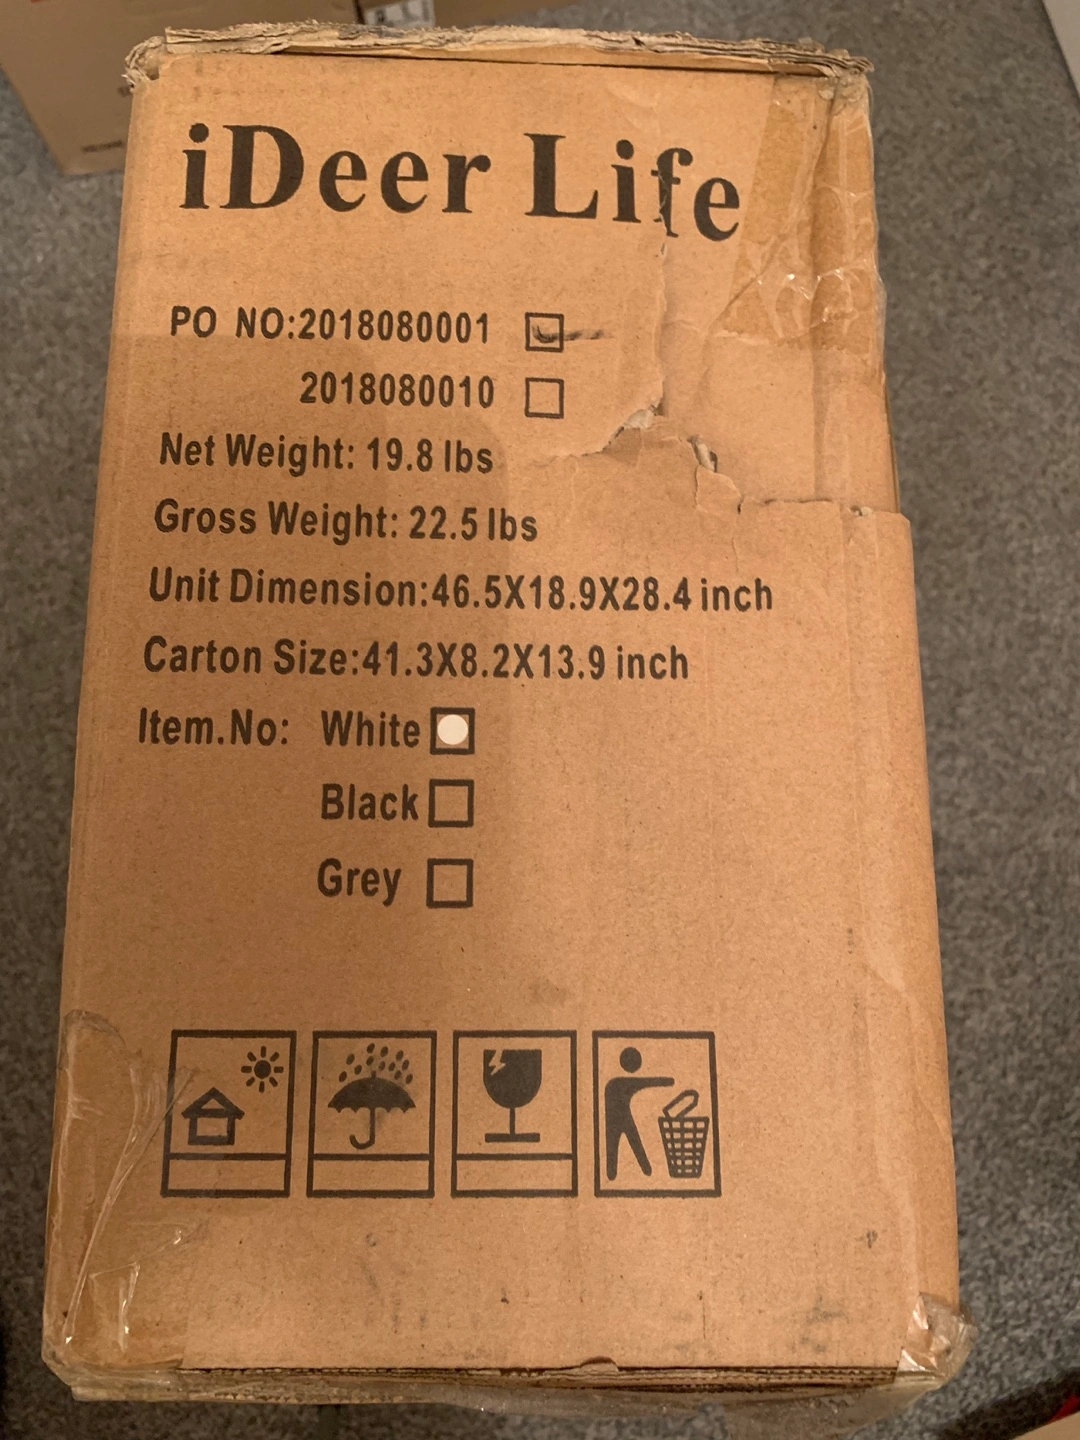 iDeer Life
PO NO:2018080001
2018080010
Net Weight: 19.8 lbs
Gross Weight: 22.5 lbs
Unit Dimension:46.5X18.9X28.4 inch
Carton Size:41.3X8.2X13.9 inch
Item.No: White
Black
Grey